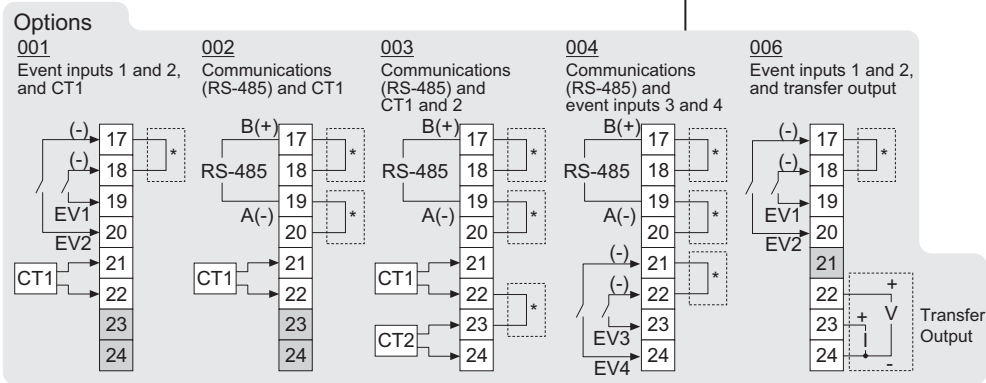 Options
001
Event inputs 1 and 2,
and CT1
(-)
17
*
(-)
18
19
EV1
20
EV2
21
CT1
22
23
24
002
Communications
(RS-485) and CT1
B(+)
17
*
RS-485
18
19
A(-)
*
20
21
CT1
22
23
24
003
Communications
(RS-485) and
CT1 and 2
B(+)
17
*
RS-485
18
19
A(-)
*
20
21
CT1
22
*
23
CT2
24
004
Communications
(RS-485) and
event inputs 3 and 4
B(+)
17
*
RS-485
18
19
A(-)
*
20
(-)
21
*
(-)
22
23
EV3
24
EV4
006
Event inputs 1 and 2,
and transfer output
(-)
17
*
(-)
18
19
EV1
20
EV2
21
22
+
V
23
+
I
24
-
Transfer
Output